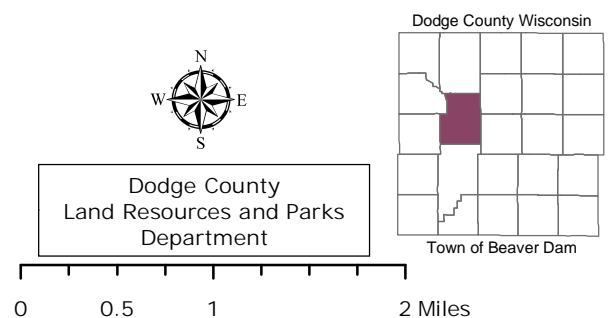 Dodge County Wisconsin
N
W E
S
Dodge County
Land Resources and Parks
Department
Town of Beaver Dam
0 0.5 1 2 Miles